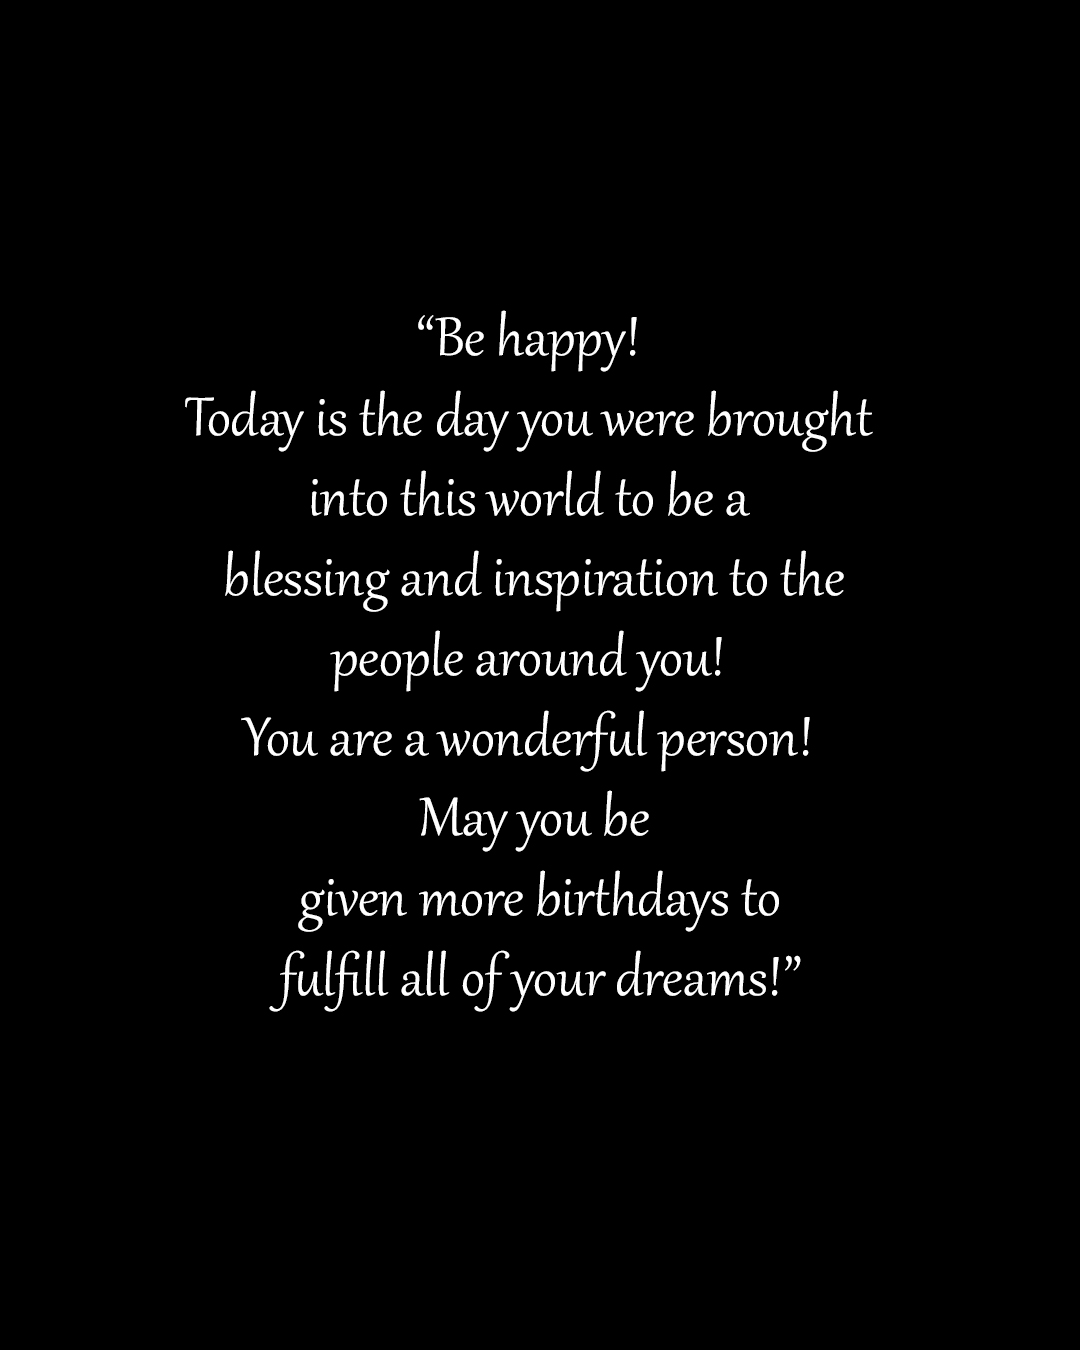 “Be happy!
Today is the day you were brought
into this world to be a
blessing and inspiration to the
people around you!
You are a wonderful person!
May you be
given more birthdays to
fulfill all of your dreams!”